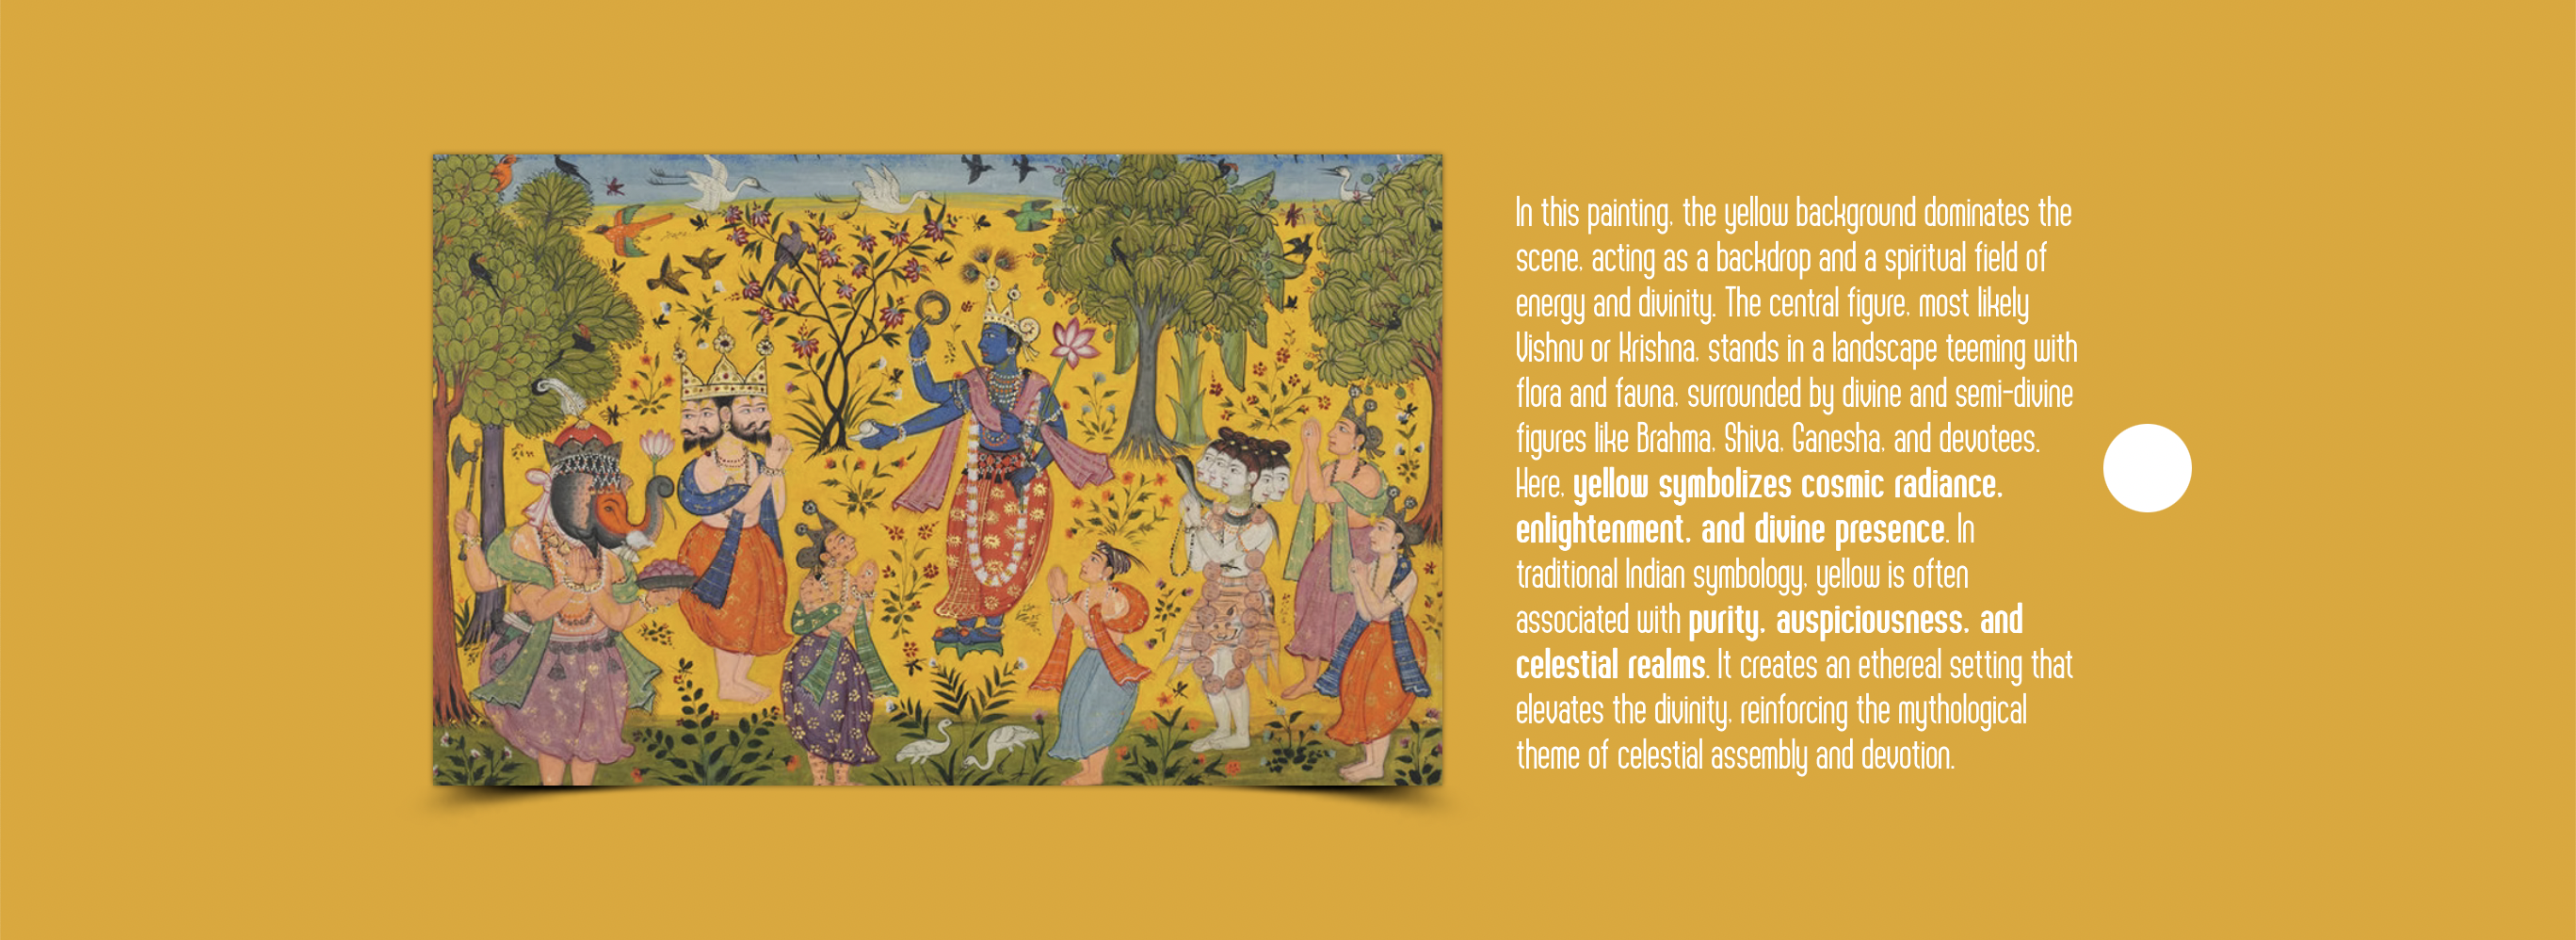 In this painting, the yellow background dominates the
scene, acting as a backdrop and a spiritual field of
energy and divinity. The central figure, most likely
Vishnu or Krishna, stands in a landscape teeming with
flora and fauna, surrounded by divine and semi-divine
figures like Brahma, Shiva, Ganesha, and devotees.
Here, yellow symbolizes cosmic radiance,
enlightenment, and divine presence. In
traditional Indian symbology, yellow is often
associated with purity, auspiciousness, and
celestial realms. It creates an ethereal setting that
elevates the divinity, reinforcing the mythological
theme of celestial assembly and devotion.